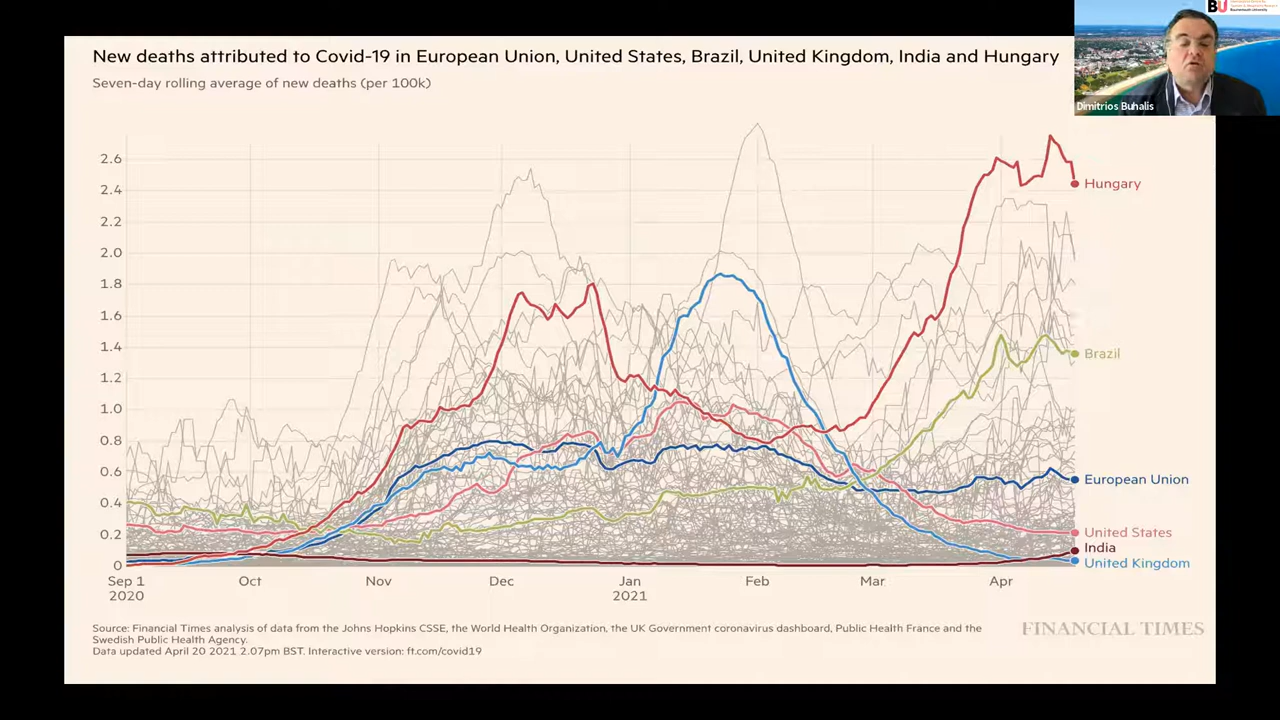 New deaths attributed to Covid-19 in European Union, United States, Brazil, United Kingdom, India and Hungary
Seven-day rolling average of new deaths (per 100k)
BU
Dimitrios Buhalis
2.6
2.4
2.2
2.0
1.8
1.6
1.4
1.2
1.0
0.8
0.6
0.4
0.2
0
Hungary
Brazil
European Union
United States
India
United Kingdom
Sep 1
2020
Oct
Nov
Dec
Jan
2021
Feb
Mar
Apr
Source: Financial Times analysis of data from the Johns Hopkins CSSE, the World Health Organization, the UK Government coronavirus dashboard, Public Health France and the
Swedish Public Health Agency.
Data updated April 20 2021 2.07pm BST. Interactive version: ft.com/covid19
FINANCIAL TIMES